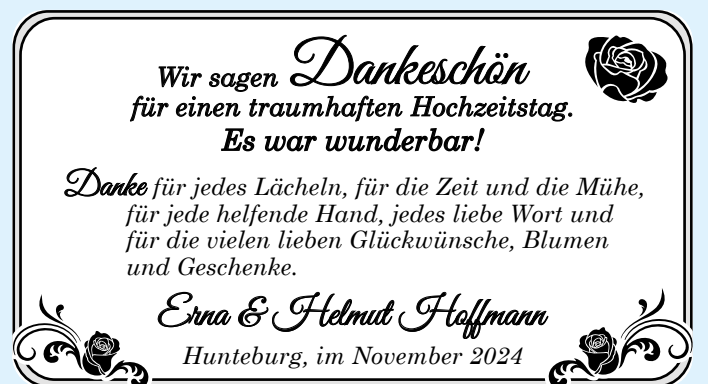 Wir sagen Dankeschön
für einen traumhaften Hochzeitstag.
Es war wunderbar!
Danke für jedes Lächeln, für die Zeit und die Mühe,
für jede helfende Hand, jedes liebe Wort und
für die vielen lieben Glückwünsche, Blumen
und Geschenke.
Erna & Helmut Hoffmann
Hunteburg, im November 2024